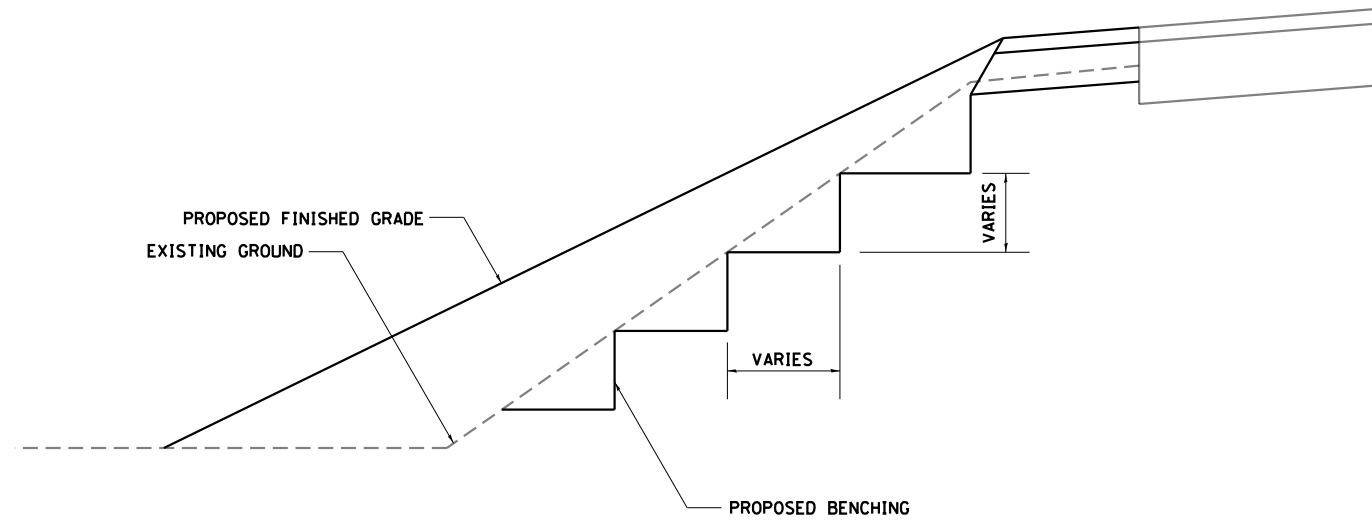 PROPOSED FINISHED GRADE
EXISTING GROUND
VARIES
VARIES
PROPOSED BENCHING